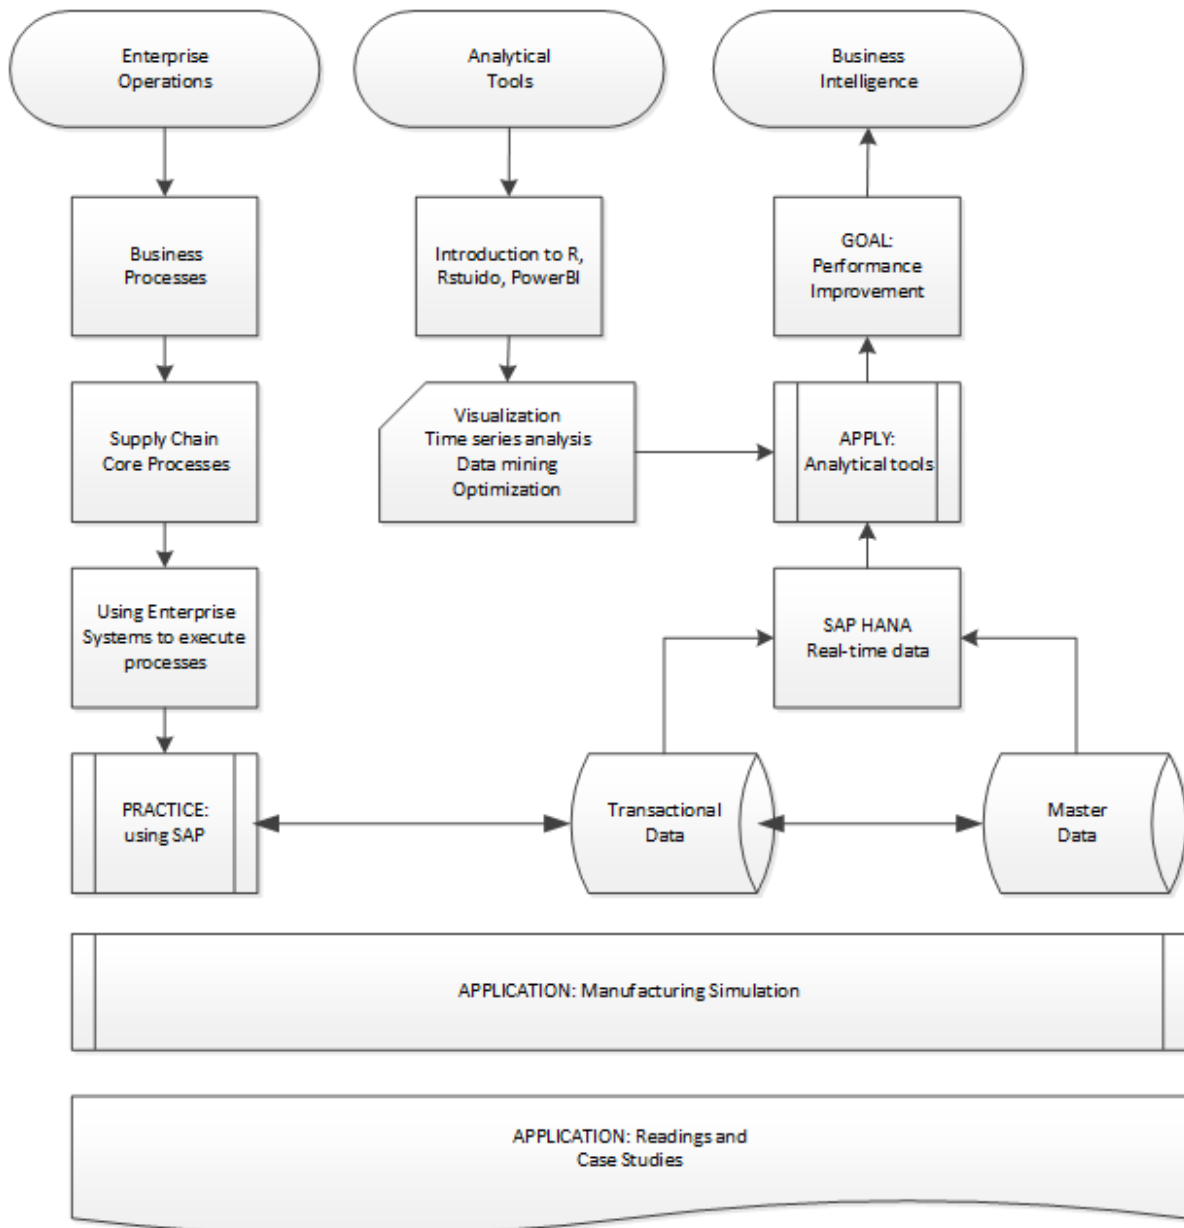 Enterprise
Operations
Analytical
Tools
Business
Intelligence
Business
Processes
Introduction to R,
Rstuido, PowerBI
GOAL:
Performance
Improvement
Supply Chain
Core Processes
Visualization
Time series analysis
Data mining
Optimization
APPLY:
Analytical tools
Using Enterprise
Systems to execute
processes
SAP HANA
Real-time data
PRACTICE:
using SAP
Transactional
Data
Master
Data
APPLICATION: Manufacturing Simulation
APPLICATION: Readings and
Case Studies